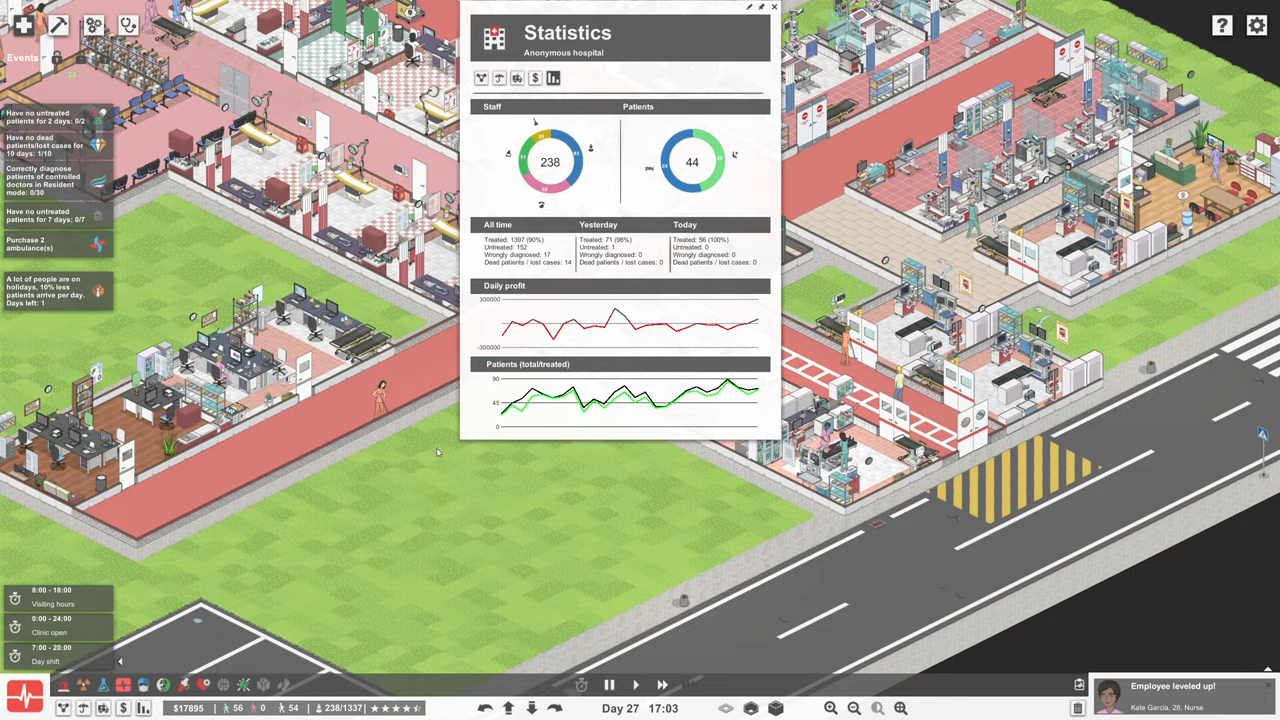 Statistics
Anonymous hospital
Events
Have no untreated
patients for 2 days: 0/2
Have no dead
patients/lost cases for
10 days: 1/10
Correctly diagnose
patients of controlled
doctors in Resident
mode: 0/30
Have no untreated
patients for 7 days: 0/7
Purchase 2
ambulance(s)
A lot of people are on
holidays, 10% less
patients arrive per day.
Days left: 1
Staff
Patients
238
44
All time
Yesterday
Today
Treated: 1397 (90%)
Untreated: 152
Wrongly diagnosed: 17
Dead patients / lost cases: 14
Treated: 71 (98%)
Untreated: 1
Wrongly diagnosed: 0
Dead patients / lost cases: 0
Treated: 56 (100%)
Untreated: 0
Wrongly diagnosed: 0
Dead patients / lost cases: 0
Daily profit
300000
-300000
Patients (total/treated)
90
45
0
8:00 - 18:00
Visiting hours
0:00 - 24:00
Clinic open
7:00 - 20:00
Day shift
$17895
56
0
54
238/1337
Day 27 17:03
Employee leveled up!
Kate Garcia, 28, Nurse